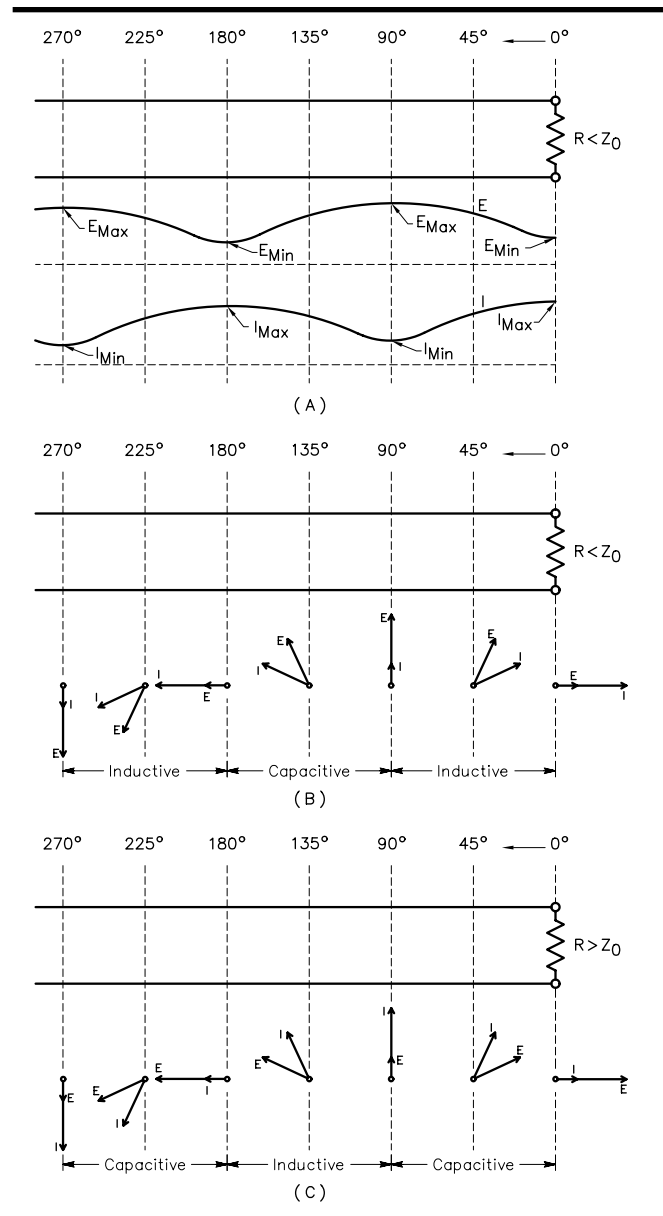 270° 225° 180° 135° 90° 45° 0°
R<Z0
E
EMax EMin EMax EMin
I
IMin IMax IMin IMax
(A)
270° 225° 180° 135° 90° 45° 0°
R<Z0
E
E E
I I I I I E
I E E I
E
Inductive Capacitive Inductive
(B)
270° 225° 180° 135° 90° 45° 0°
R>Z0
I
I I
E E E E E I
E I I E
I
Capacitive Inductive Capacitive
(C)